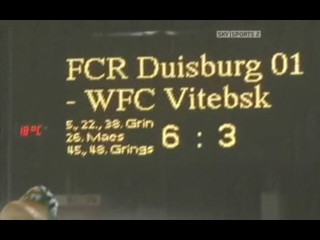 SKY SPORTS 2
FCR Duisburg 01
- WFC Vitebsk
5., 22., 38. Grin
26. Maes
45., 48. Grings
6 : 3
18°C